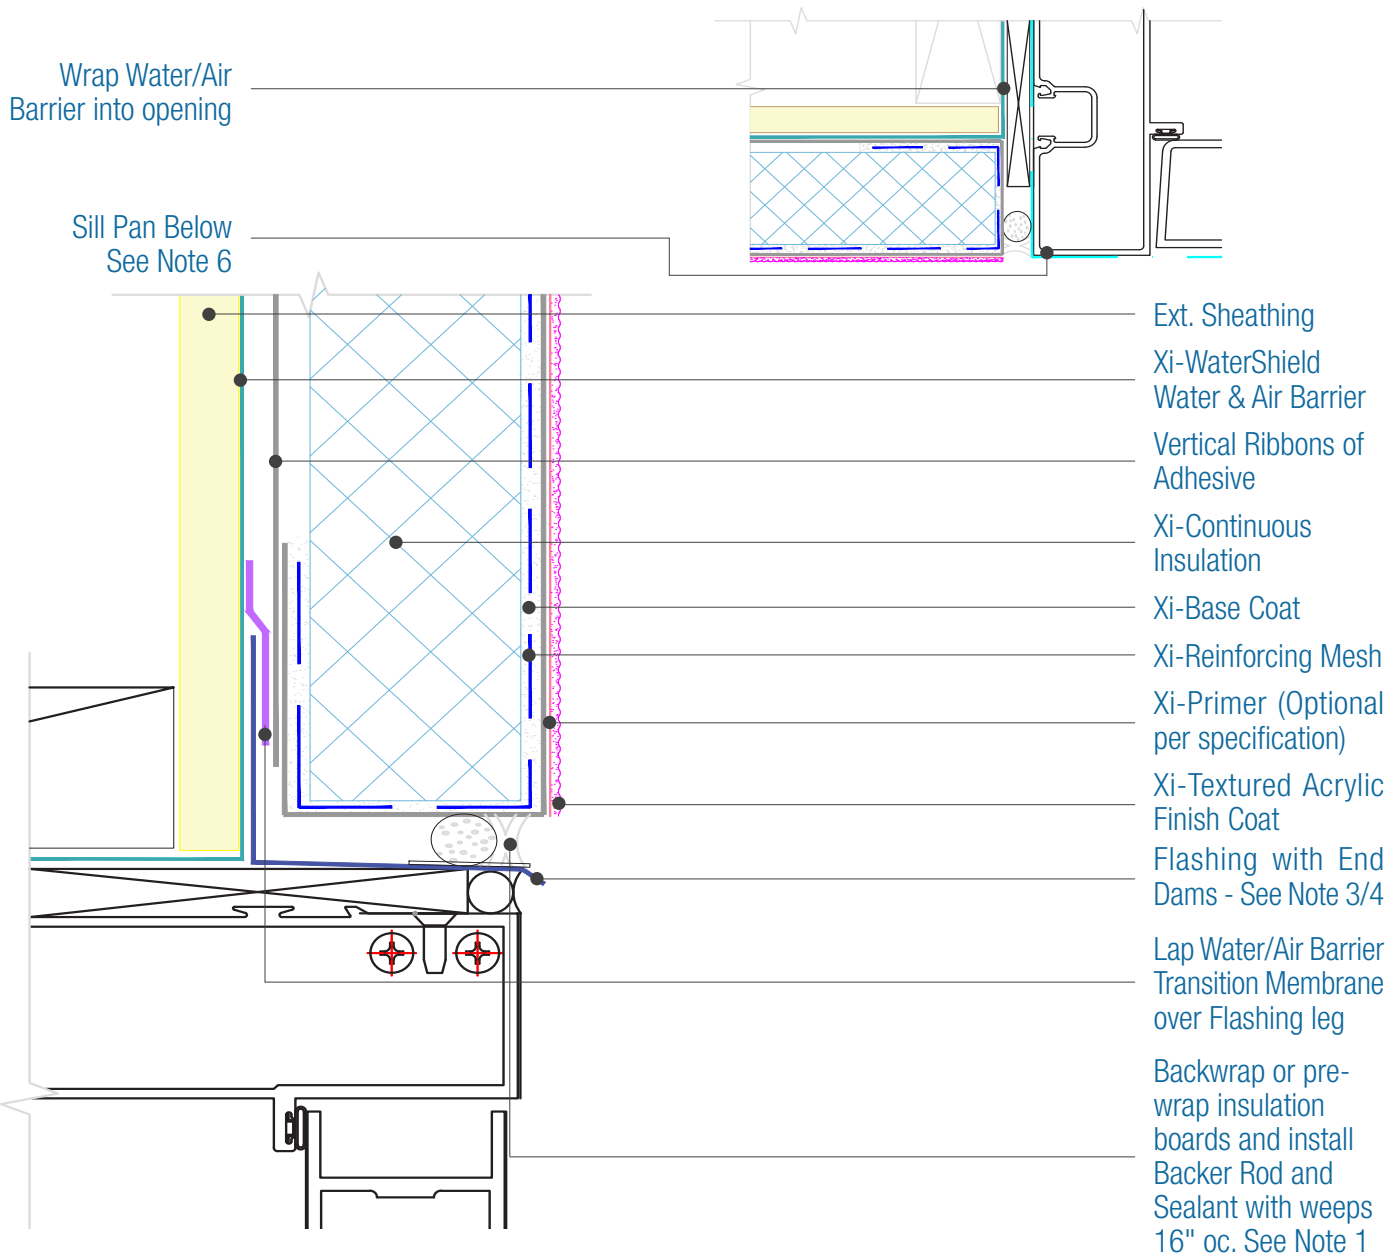 Wrap Water/Air
Barrier into opening
Sill Pan Below
See Note 6
Ext. Sheathing
Xi-WaterShield
Water & Air Barrier
Vertical Ribbons of
Adhesive
Xi-Continuous
Insulation
Xi-Base Coat
Xi-Reinforcing Mesh
Xi-Primer (Optional
per specification)
Xi-Textured Acrylic
Finish Coat
Flashing with End
Dams - See Note 3/4
Lap Water/Air Barrier
Transition Membrane
over Flashing leg
Backwrap or pre-
wrap insulation
boards and install
Backer Rod and
Sealant with weeps
16" oc. See Note 1